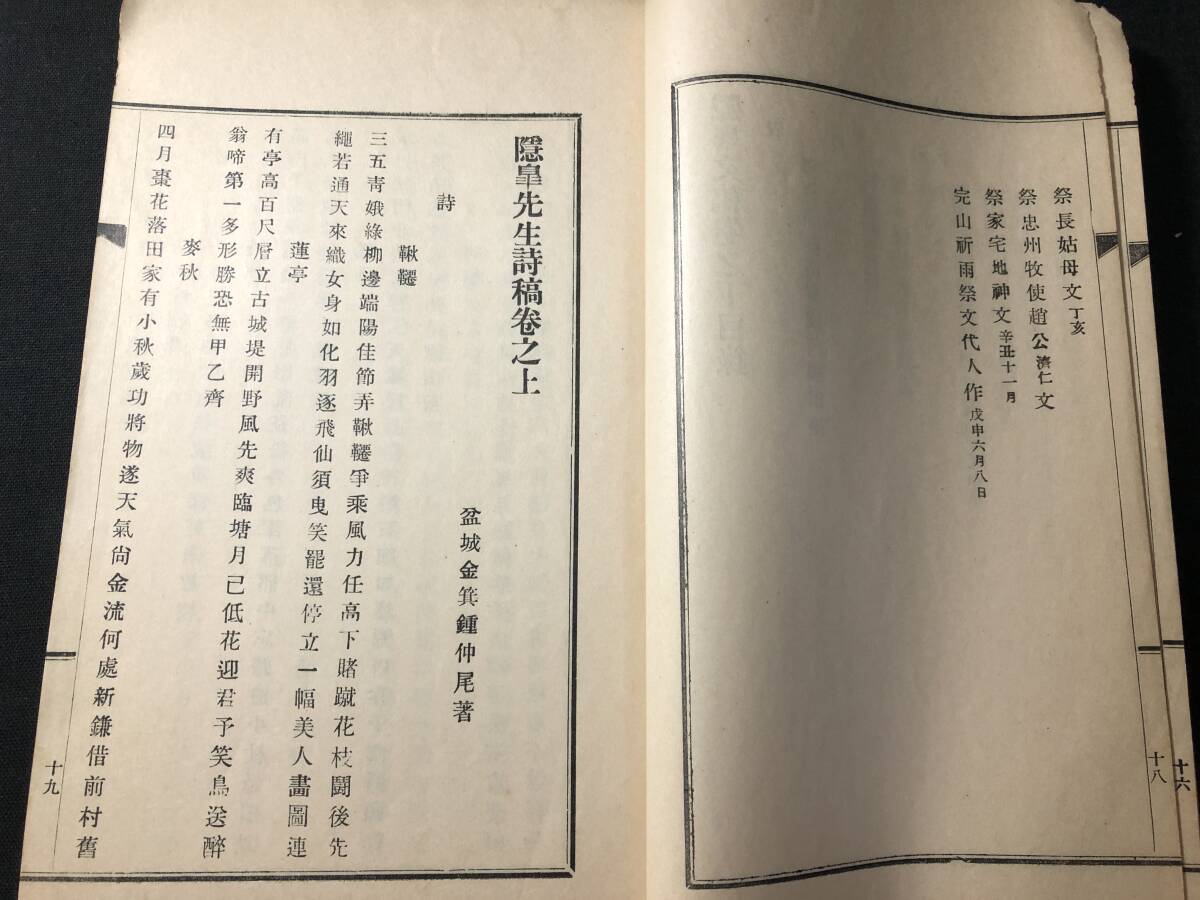 祭長姑母文丁亥
祭忠州牧使趙公濟仁文
祭家宅地神文辛丑十一月
完山祈雨祭文代人作戊申六月八日
十八
十六
隱皐先生詩稿卷之上
盆城金箕鍾仲尾著
詩
鞦韆
三五靑娥綠柳邊端陽佳節弄鞦韆爭乘風力任高下賭蹴花枝鬪後先
繩若通天來織女身如化羽逐飛仙須曳笑罷還停立一幅美人畵圖連
蓮亭
有亭高百尺層立古城堤開野風先爽臨塘月已低花迎君予笑鳥送醉
翁啼第一多形勝恐無甲乙齊
麥秋
四月棗花落田家有小秋歲功將物遂天氣尙金流何處新鎌借前村舊
十九